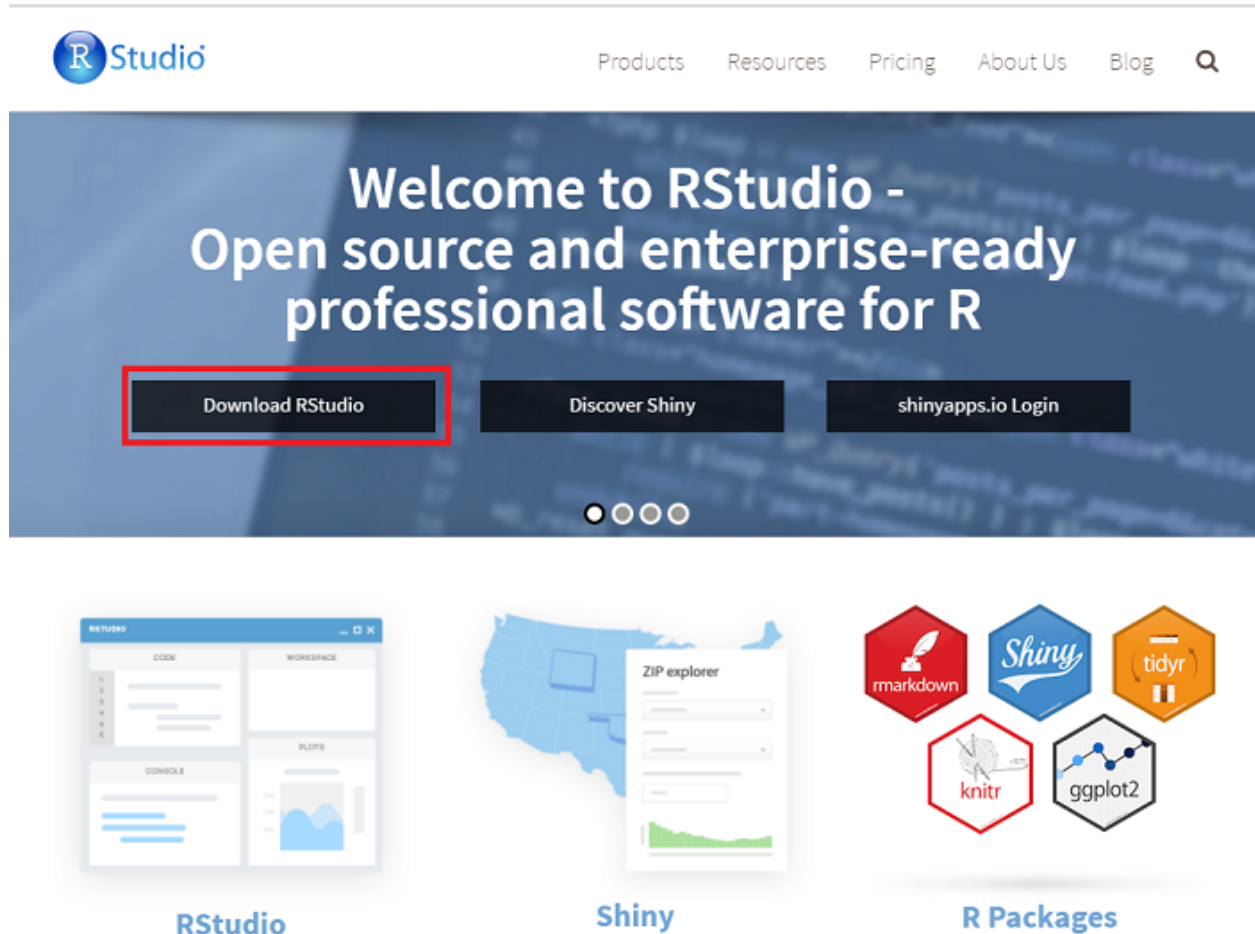 R Studio
Products Resources Pricing About Us Blog
Welcome to RStudio -
Open source and enterprise-ready
professional software for R
Download RStudio
Discover Shiny
shinyapps.io Login
RSTUDIO
CODE
WORKSPACE
PLOTS
CONSOLE
ZIP explorer
rmarkdown
Shiny
tidyr
knitr
ggplot2
RStudio
Shiny
R Packages